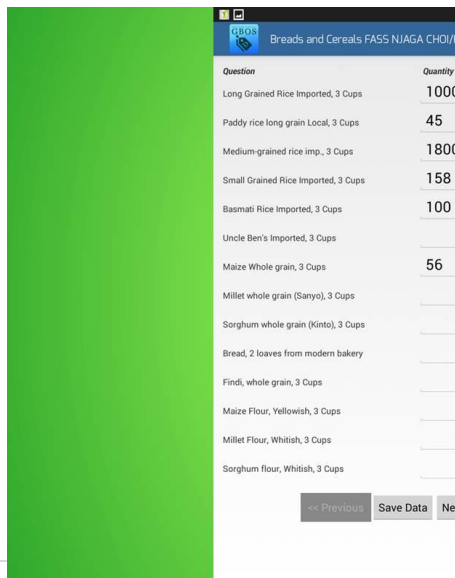 GBOS
Breads and Cereals FASS NJAGA CHOI/
Question Quantity
Long Grained Rice Imported, 3 Cups 1000
Paddy rice long grain Local, 3 Cups 45
Medium-grained rice imp., 3 Cups 1800
Small Grained Rice Imported, 3 Cups 158
Basmati Rice Imported, 3 Cups 100
Uncle Ben's Imported, 3 Cups
Maize Whole grain, 3 Cups 56
Millet whole grain (Sanyo), 3 Cups
Sorghum whole grain (Kinto), 3 Cups
Bread, 2 loaves from modern bakery
Findi, whole grain, 3 Cups
Maize Flour, Yellowish, 3 Cups
Millet Flour, Whitish, 3 Cups
Sorghum flour, Whitish, 3 Cups
<< Previous Save Data Ne